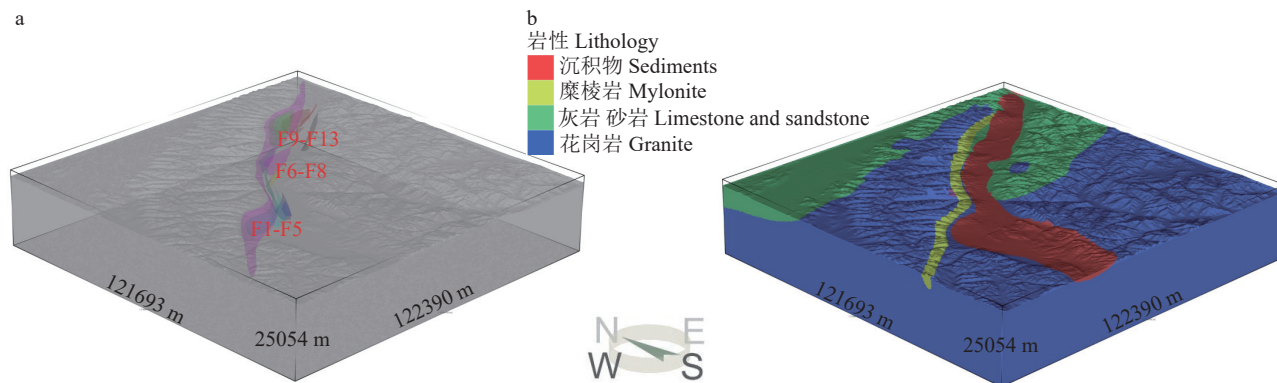 a
F9-F13
F6-F8
F1-F5
121693 m
25054 m
122390 m
b
岩性 Lithology
沉积物 Sediments
糜棱岩 Mylonite
灰岩 砂岩 Limestone and sandstone
花岗岩 Granite
121693 m
25054 m
122390 m
N E
W S